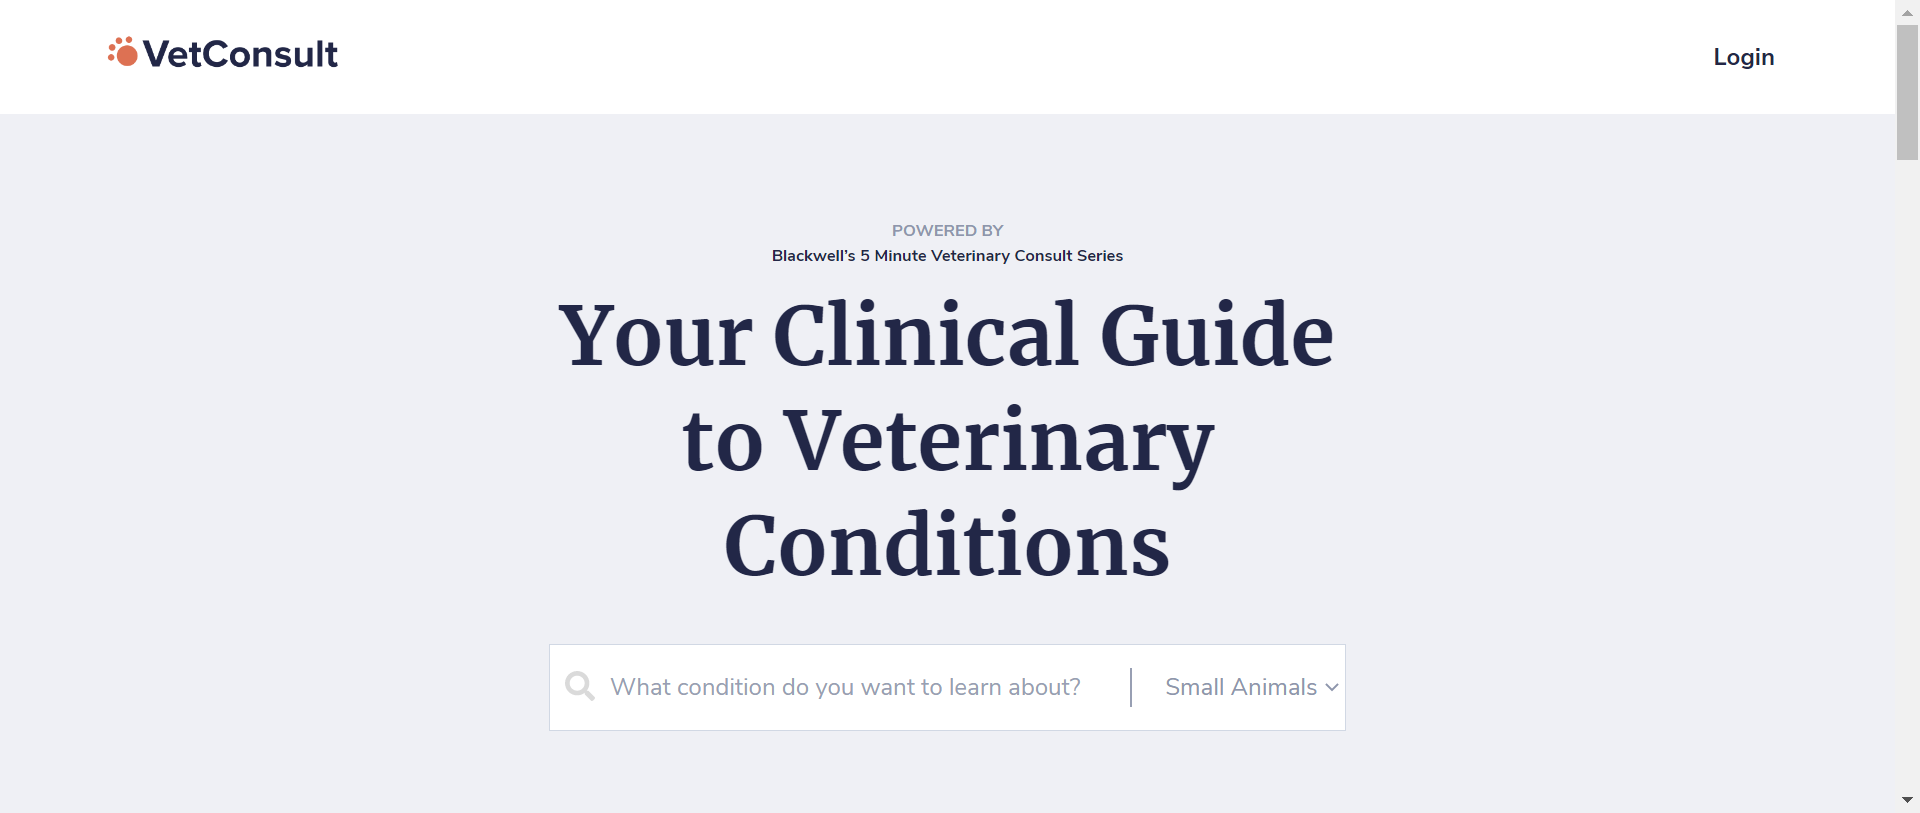 VetConsult
Login
POWERED BY
Blackwell’s 5 Minute Veterinary Consult Series
Your Clinical Guide
to Veterinary
Conditions
What condition do you want to learn about?
Small Animals